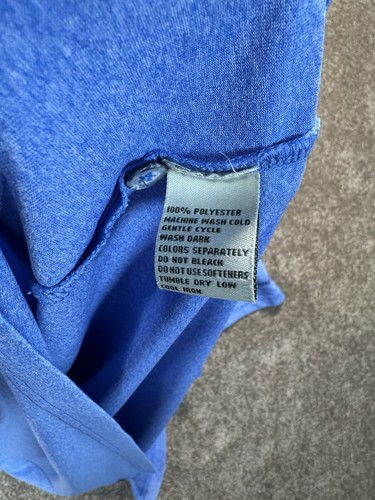 100% POLYESTER
MACHINE WASH COLD
GENTLE CYCLE
WASH DARK
COLORS SEPARATELY
DO NOT BLEACH
DO NOT USE SOFTENERS
TUMBLE DRY LOW
COOL IRON